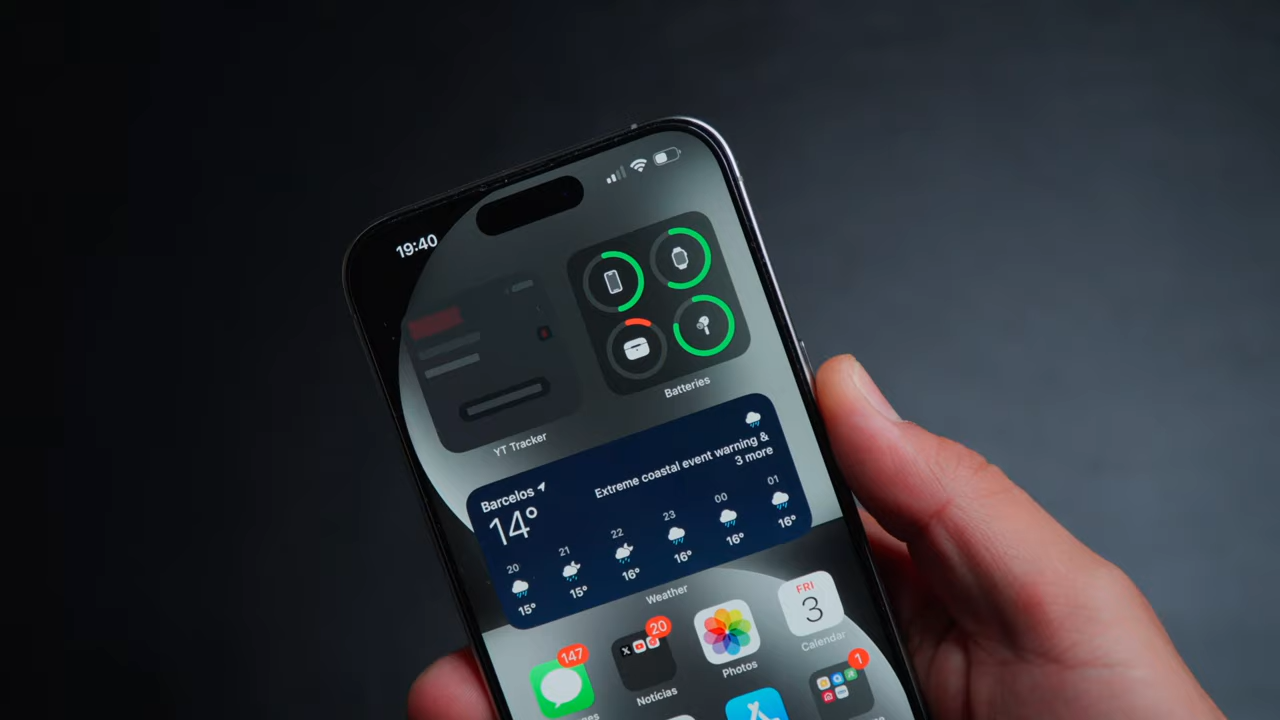 19:40
YT Tracker
Batteries
Barcelos
14°
Extreme coastal event warning &
3 more
20 21 22 23 00 01
15° 15° 16° 16° 16° 16°
Weather
147
20
FRI
3
Notícias
Photos
Calendar
1